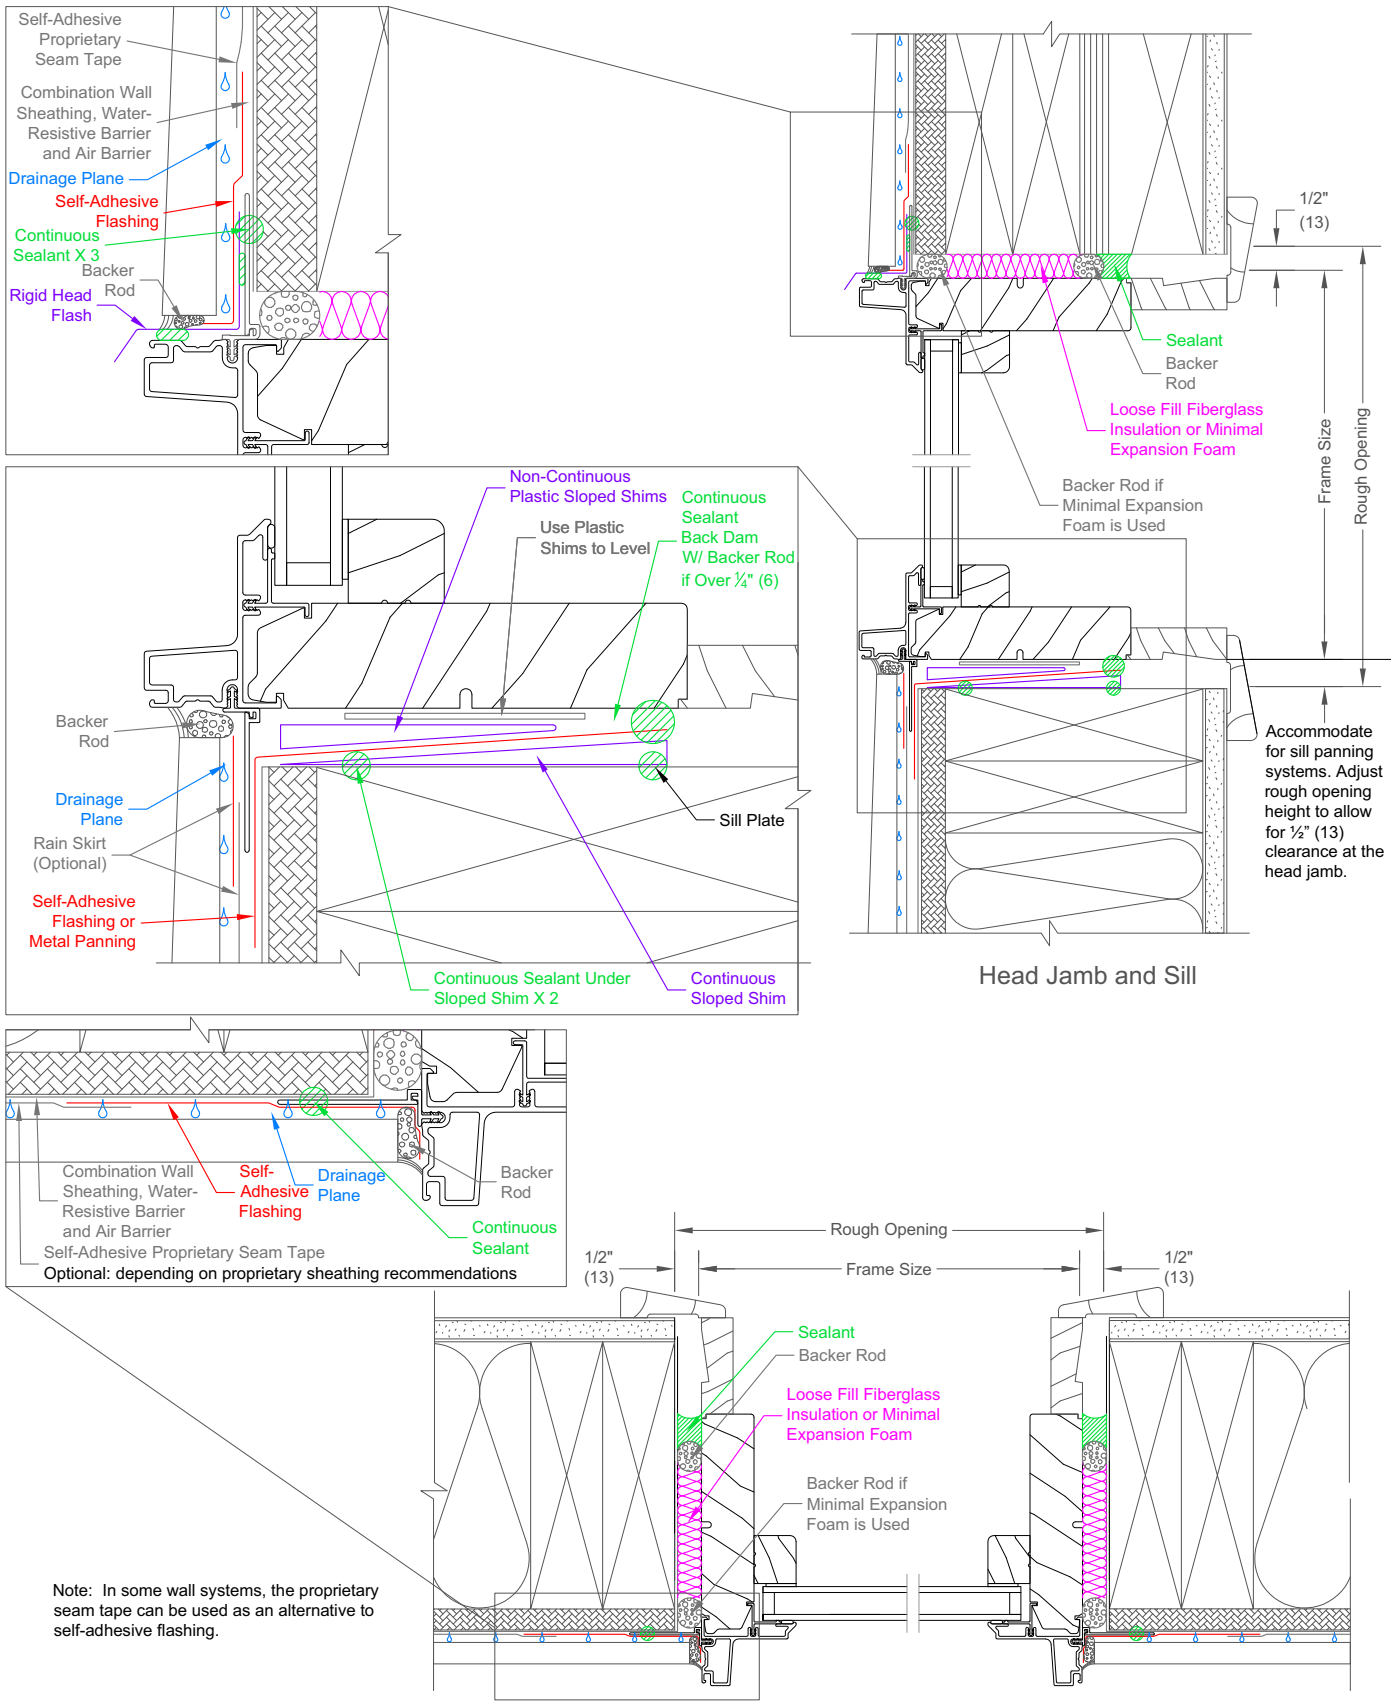 Self-Adhesive
Proprietary
Seam Tape
Combination Wall
Sheathing, Water-
Resistive Barrier
and Air Barrier
Drainage Plane
Self-Adhesive
Flashing
Continuous
Sealant X 3
Backer
Rod
Rigid Head
Flash
1/2"
(13)
Sealant
Backer
Rod
Loose Fill Fiberglass
Insulation or Minimal
Expansion Foam
Backer Rod if
Minimal Expansion
Foam is Used
Frame Size
Rough Opening
Non-Continuous
Plastic Sloped Shims
Use Plastic
Shims to Level
Continuous
Sealant
Back Dam
W/ Backer Rod
if Over ¼" (6)
Backer
Rod
Drainage
Plane
Rain Skirt
(Optional)
Self-Adhesive
Flashing or
Metal Panning
Sill Plate
Continuous Sealant Under
Sloped Shim X 2
Continuous
Sloped Shim
Accommodate
for sill panning
systems. Adjust
rough opening
height to allow
for ½” (13)
clearance at the
head jamb.
Head Jamb and Sill
Combination Wall
Sheathing, Water-
Resistive Barrier
and Air Barrier
Self-
Adhesive
Flashing
Drainage
Plane
Backer
Rod
Continuous
Sealant
Self-Adhesive Proprietary Seam Tape
Optional: depending on proprietary sheathing recommendations
Rough Opening
1/2"
(13)
Frame Size
1/2"
(13)
Sealant
Backer Rod
Loose Fill Fiberglass
Insulation or Minimal
Expansion Foam
Backer Rod if
Minimal Expansion
Foam is Used
Note: In some wall systems, the proprietary
seam tape can be used as an alternative to
self-adhesive flashing.